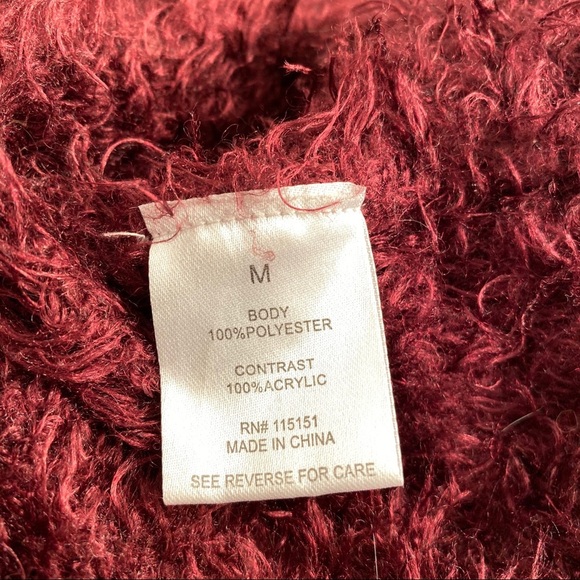 M
BODY
100%POLYESTER
CONTRAST
100%ACRYLIC
RN# 115151
MADE IN CHINA
SEE REVERSE FOR CARE